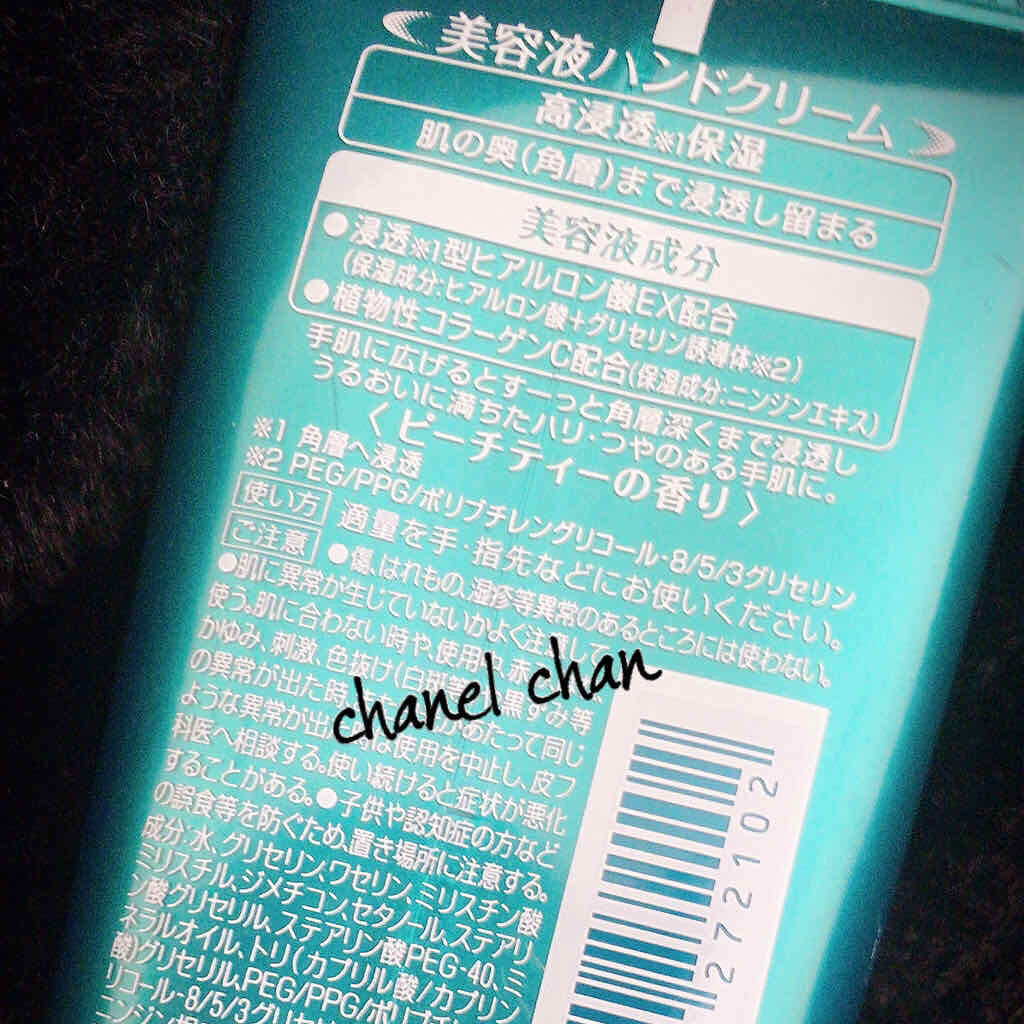 美容液ハンドクリーム
高浸透※1保湿
肌の奥(角層)まで浸透し留まる
美容液成分
●浸透※1型ヒアルロン酸EX配合
(保湿成分:ヒアルロン酸+グリセリン誘導体※2)
●植物性コラーゲンC配合(保湿成分:ニンジンエキス)
手肌に広げるとすーっと角層深くまで浸透し
うるおいに満ちたハリ・つやのある手肌に。
〈ピーチティーの香り〉
※1 角層へ浸透
※2 PEG/PPG/ポリブチレングリコール-8/5/3グリセリン
使い方 適量を手・指先などにお使いください。
ご注意 ●傷、はれもの、湿疹等異常のあるところには使わない。
●肌に異常が生じていないかよく注意して
使う。肌に合わない時や、使用 赤
かゆみ、刺激、色抜け(白斑等 黒ずみ等
の異常が出た時、 あたって同じ
ような異常が出 は使用を中止し、皮フ
科医へ相談する。使い続けると症状が悪化
することがある。●子供や認知症の方など
の誤食等を防ぐため、置き場所に注意する。
成分:水、グリセリン、ワセリン、ミリスチン酸
ミリスチル、ジメチコン、セタノール、ステアリ
ン酸グリセリル、ステアリン酸PEG-40、ミ
ネラルオイル、トリ(カプリル酸/カプリン
酸)グリセリル、PEG/PPG/ポリブチ
リコール-8/5/3グリセリ
ニンジン根
chanel chan
272102